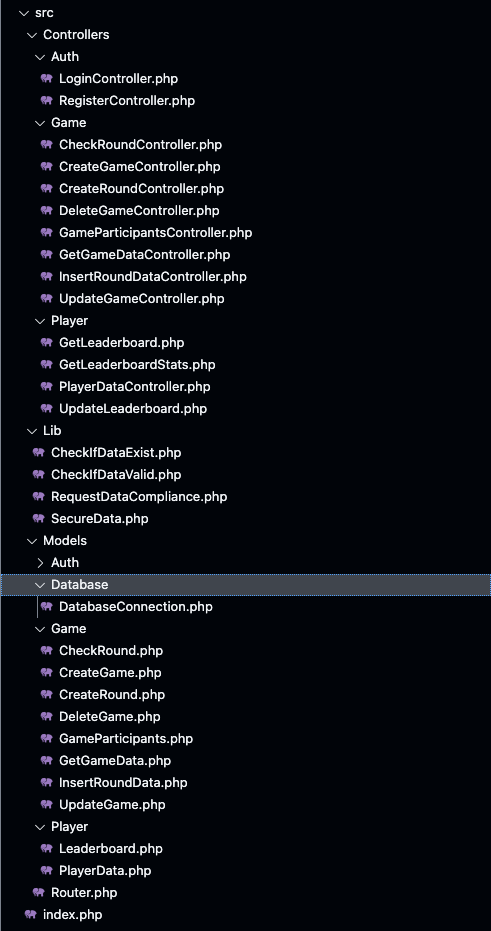 src
Controllers
Auth
LoginController.php
RegisterController.php
Game
CheckRoundController.php
CreateGameController.php
CreateRoundController.php
DeleteGameController.php
GameParticipantsController.php
GetGameDataController.php
InsertRoundDataController.php
UpdateGameController.php
Player
GetLeaderboard.php
GetLeaderboardStats.php
PlayerDataController.php
UpdateLeaderboard.php
Lib
CheckIfDataExist.php
CheckIfDataValid.php
RequestDataCompliance.php
SecureData.php
Models
Auth
Database
DatabaseConnection.php
Game
CheckRound.php
CreateGame.php
CreateRound.php
DeleteGame.php
GameParticipants.php
GetGameData.php
InsertRoundData.php
UpdateGame.php
Player
Leaderboard.php
PlayerData.php
Router.php
index.php